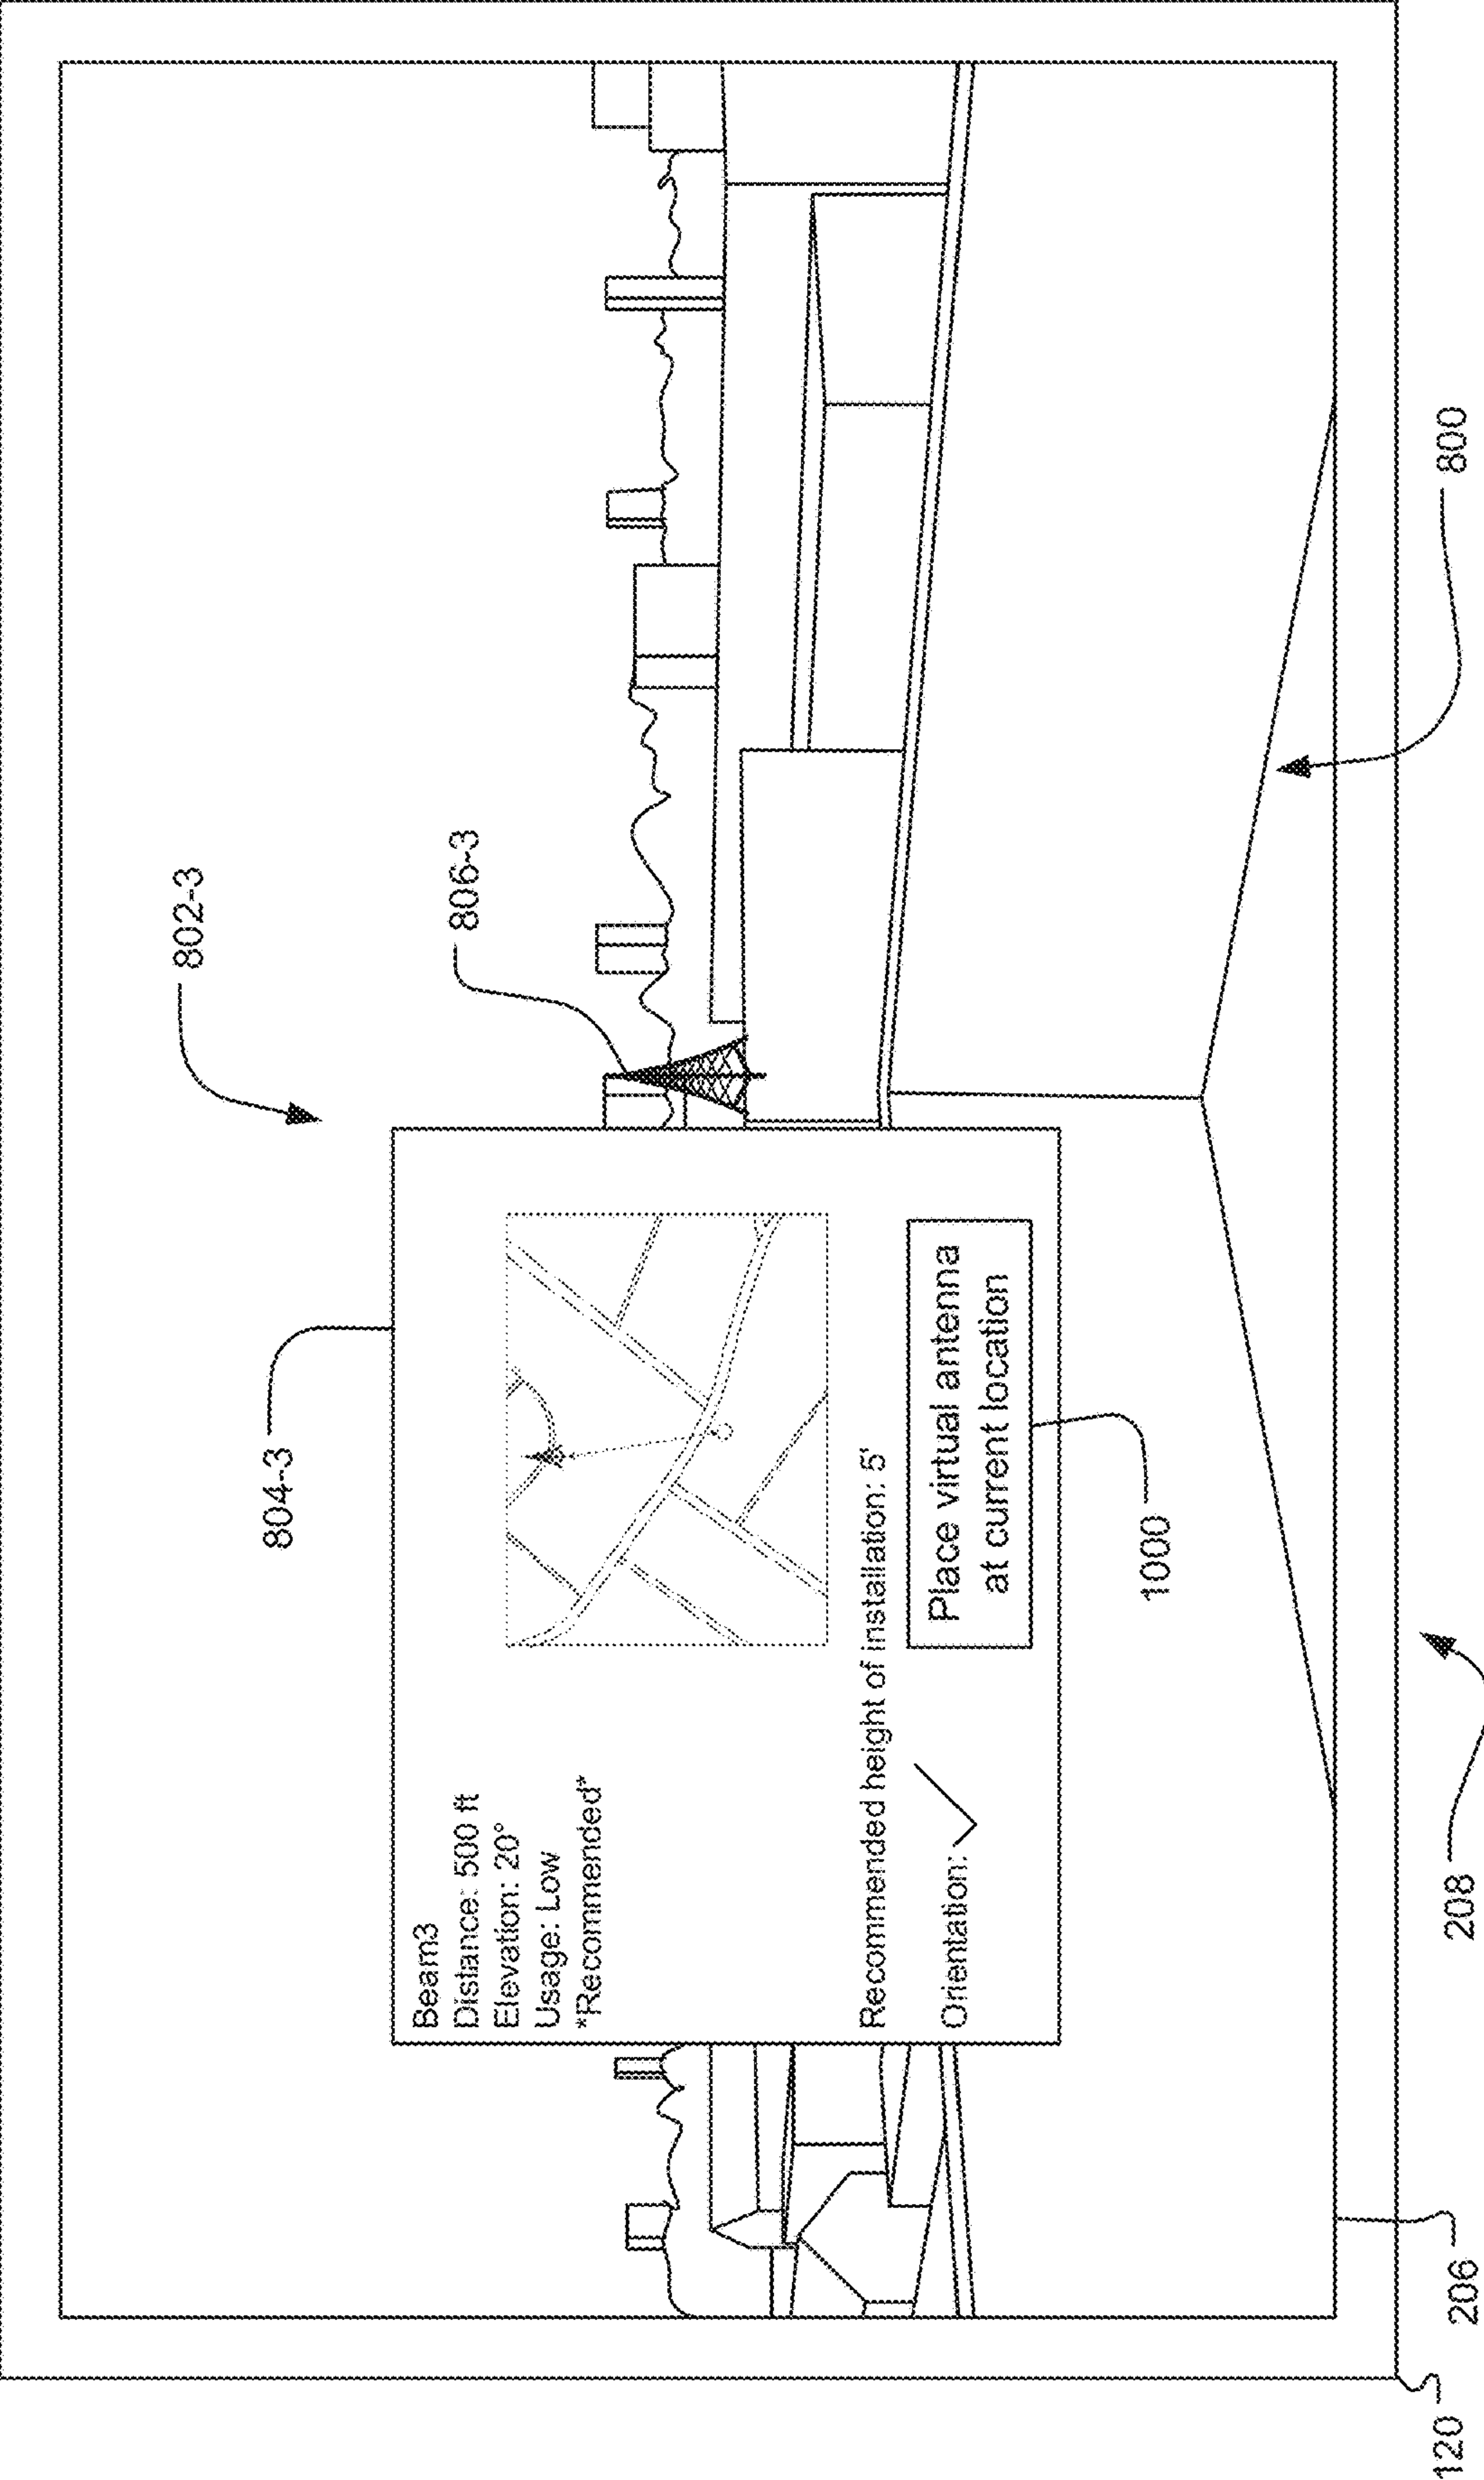 802-3
806-3
804-3
Beam3
Distance: 500 ft
Elevation: 20°
Usage: Low
*Recommended*
Recommended height of installation: 5'
Orientation:
Place virtual antenna
at current location
1000
800
120
206
208